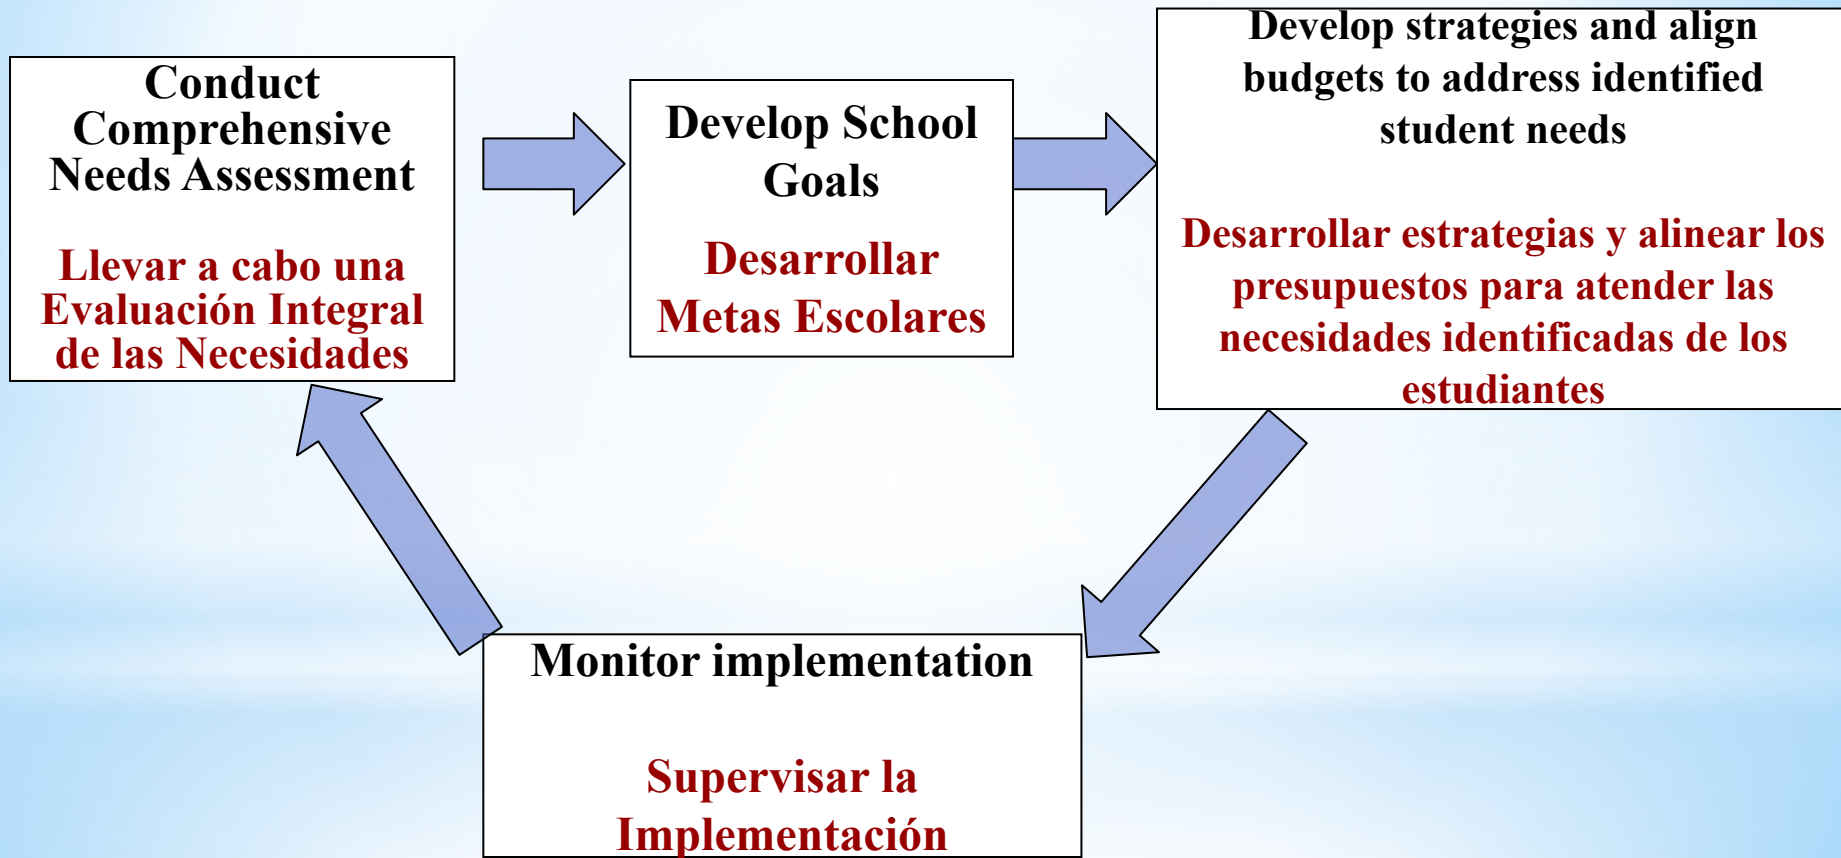 Conduct
Comprehensive
Needs Assessment
Llevar a cabo una
Evaluación Integral
de las Necesidades
Develop School
Goals
Desarrollar
Metas Escolares
Develop strategies and align
budgets to address identified
student needs
Desarrollar estrategias y alinear los
presupuestos para atender las
necesidades identificadas de los
estudiantes
Monitor implementation
Supervisar la
Implementación